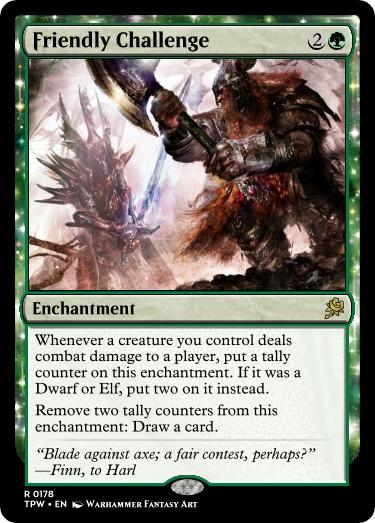 Friendly Challenge 2
Enchantment
Whenever a creature you control deals
combat damage to a player, put a tally
counter on this enchantment. If it was a
Dwarf or Elf, put two on it instead.
Remove two tally counters from this
enchantment: Draw a card.
“Blade against axe; a fair contest, perhaps?”
—Finn, to Harl
R 0178
TPW • EN Warhammer Fantasy Art